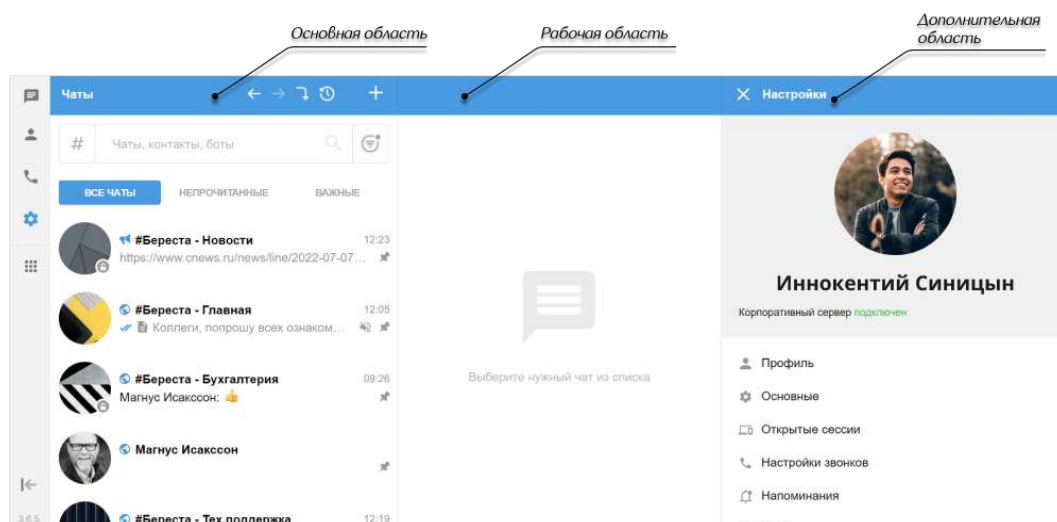 Основная область
Рабочая область
Дополнительная
область
Чаты
Настройки
# Чаты, контакты, боты
ВСЕ ЧАТЫ НЕПРОЧИТАННЫЕ ВАЖНЫЕ
#Береста - Новости 12:23
https://www.cnews.ru/news/line/2022-07-07...
#Береста - Главная 12:05
Коллеги, попрошу всех ознаком...
#Береста - Бухгалтерия 09:26
Магнус Исакссон: 👍
Магнус Исакссон
#Береста - Тех.поддержка 12:19
3.6.5
Выберите нужный чат из списка
Иннокентий Синицын
Корпоративный сервер подключен
Профиль
Основные
Открытые сессии
Настройки звонков
Напоминания